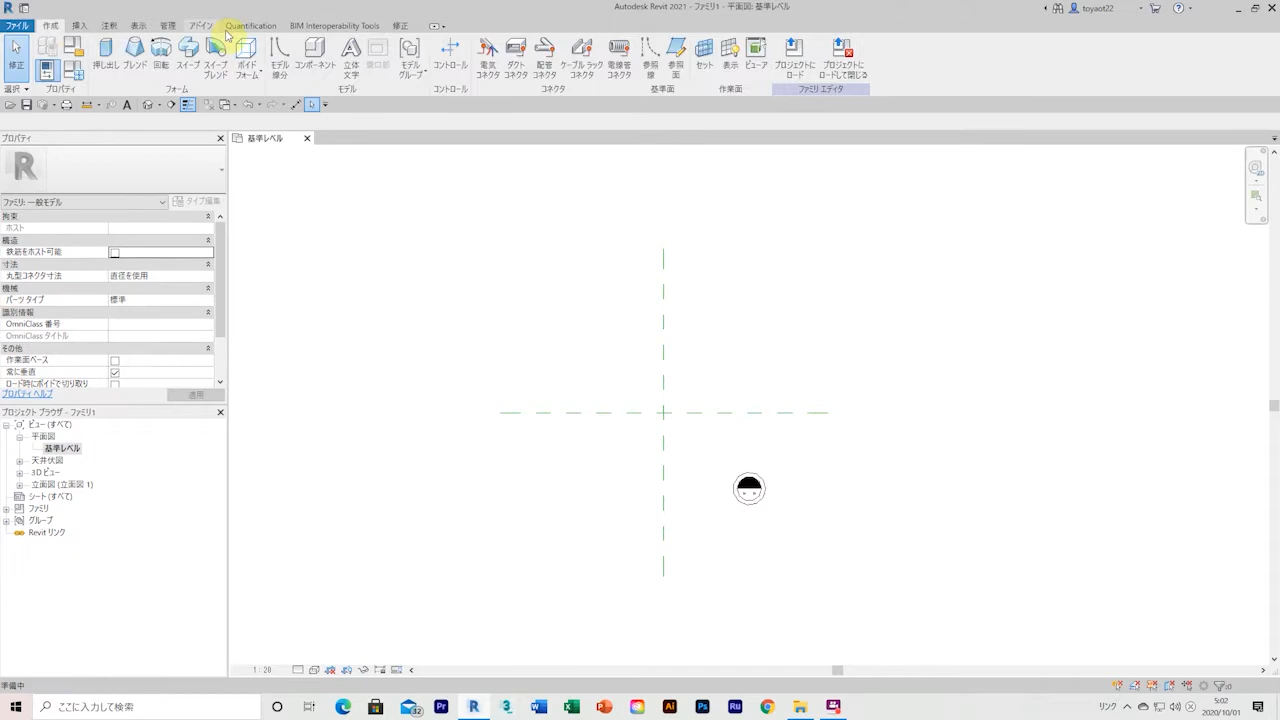 Autodesk Revit 2021 - ファミリ1 - 平面図: 基準レベル
toyaot22
ファイル 作成 挿入 注釈 表示 管理 アドイン Quantification BIM Interoperability Tools 修正
修正 押し出し ブレンド 回転 スイープ スイープ ブレンド ボイド フォーム モデル 線分 コンポーネント 立体 文字 開口部 モデル グループ コントロール 電気 コネクタ ダクト コネクタ 配管 コネクタ ケーブル ラック コネクタ 電線管 コネクタ 参照 線 参照 面 セット 表示 ビューア プロジェクトに ロード プロジェクトに ロードして閉じる
選択 プロパティ フォーム モデル コントロール コネクタ 基準面 作業面 ファミリ エディタ
プロパティ
基準レベル
ファミリ: 一般モデル
タイプ編集
拘束
ホスト
構造
鉄筋をホスト可能
寸法
丸型コネクタ寸法 直径を使用
機械
パーツ タイプ 標準
識別情報
OmniClass 番号
OmniClass タイトル
その他
作業面ベース
常に垂直
ロード時にボイドで切り取り
プロパティ ヘルプ 適用
プロジェクト ブラウザ - ファミリ1
ビュー (すべて)
平面図
基準レベル
天井伏図
3D ビュー
立面図 (立面図 1)
シート (すべて)
ファミリ
グループ
Revit リンク
1 : 20
準備中
:0
ここに入力して検索
32
リンク
5:02
2020/10/01